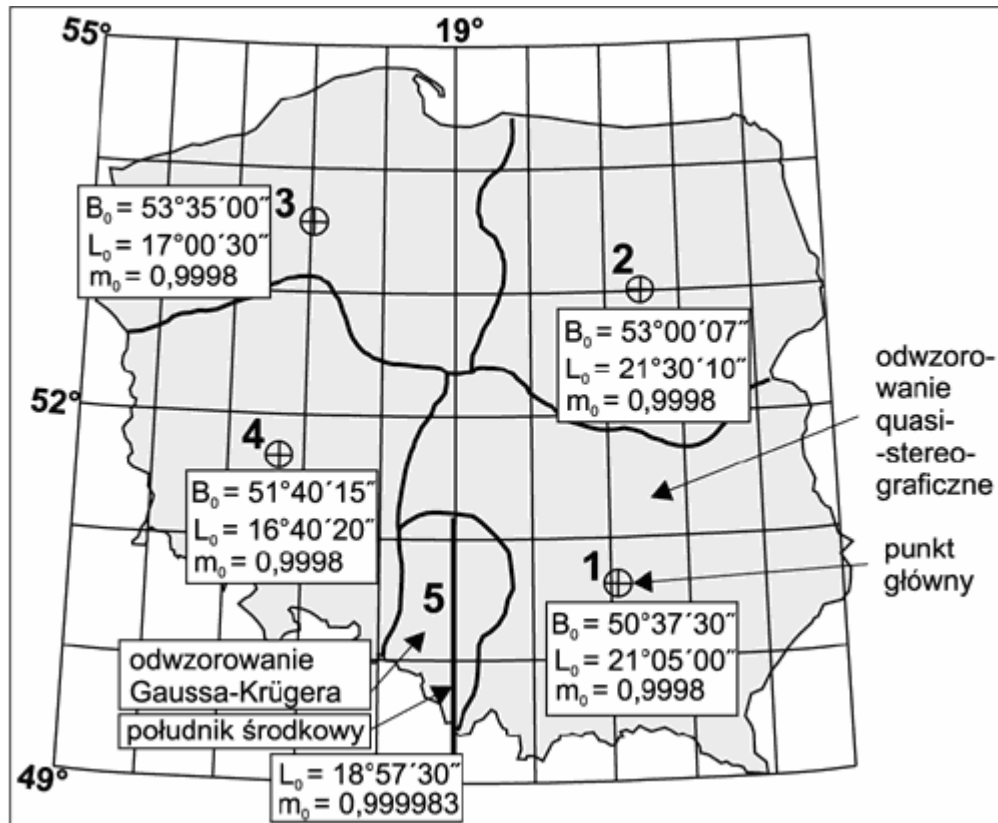 55°
19°
B₀ = 53°35´00˝
L₀ = 17°00´30˝
m₀ = 0,9998
3
2
B₀ = 53°00´07˝
L₀ = 21°30´10˝
m₀ = 0,9998
52°
odwzoro-
wanie
quasi-
-stereo-
graficzne
4
B₀ = 51°40´15˝
L₀ = 16°40´20˝
m₀ = 0,9998
punkt
główny
1
B₀ = 50°37´30˝
L₀ = 21°05´00˝
m₀ = 0,9998
5
odwzorowanie
Gaussa-Krügera
południk środkowy
49°
L₀ = 18°57´30˝
m₀ = 0,999983